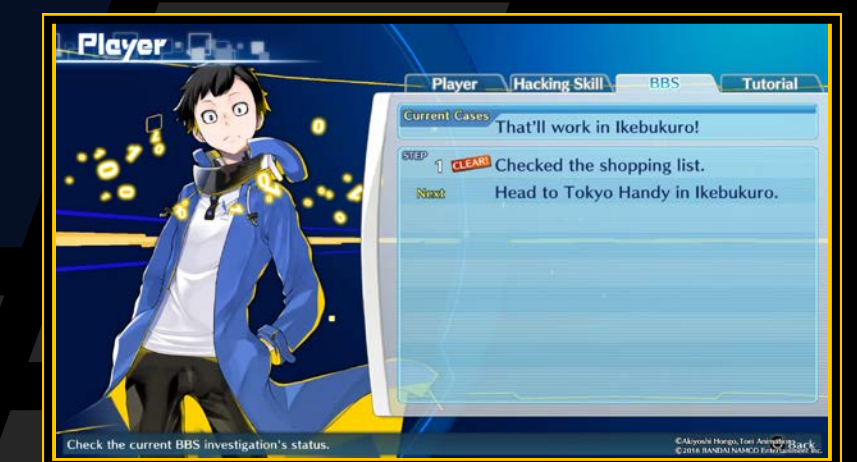 Player
Player Hacking Skill BBS Tutorial
Current Cases
That'll work in Ikebukuro!
STEP 1 CLEAR! Checked the shopping list.
Next Head to Tokyo Handy in Ikebukuro.
Check the current BBS investigation's status.
©Akiyoshi Hongo, Toei Animation
Back
©2018 BANDAI NAMCO Entertainment Inc.